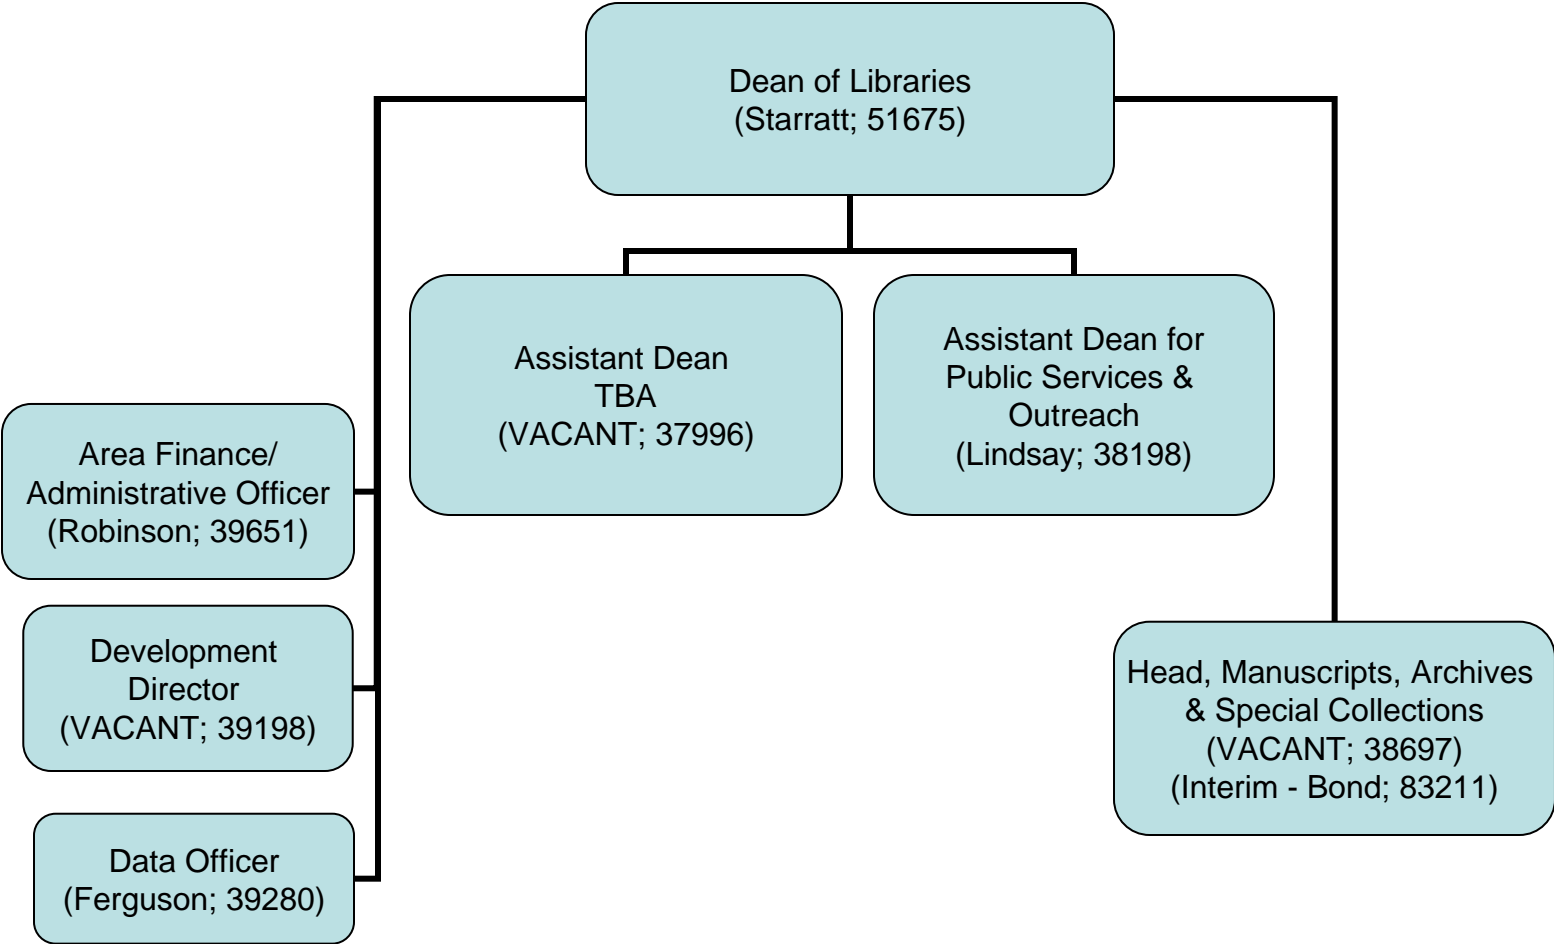 Dean of Libraries
(Starratt; 51675)
Assistant Dean
TBA
(VACANT; 37996)
Assistant Dean for
Public Services &
Outreach
(Lindsay; 38198)
Area Finance/
Administrative Officer
(Robinson; 39651)
Development
Director
(VACANT; 39198)
Data Officer
(Ferguson; 39280)
Head, Manuscripts, Archives
& Special Collections
(VACANT; 38697)
(Interim - Bond; 83211)